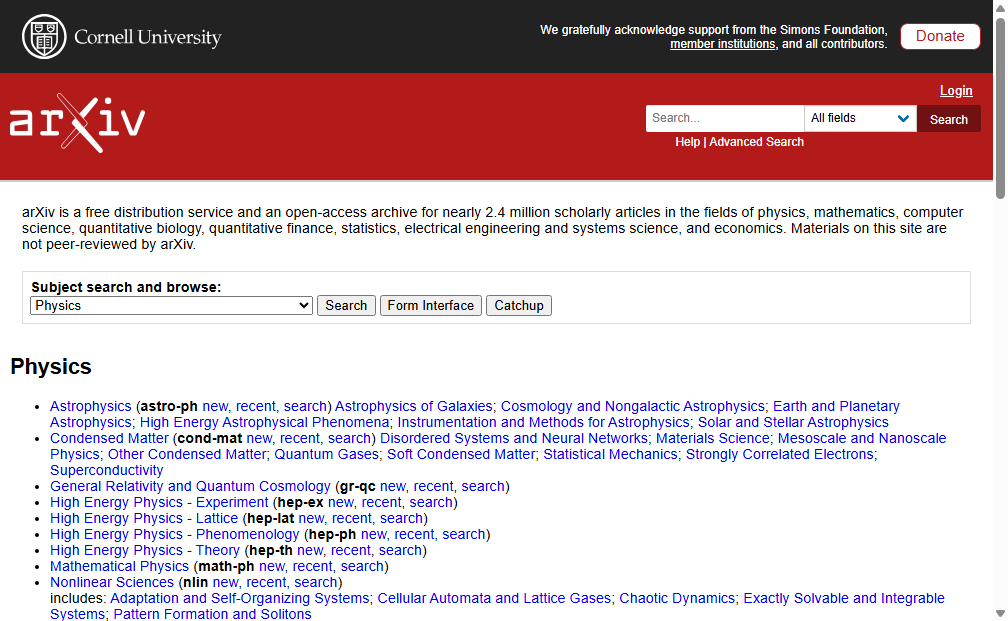 Cornell University
We gratefully acknowledge support from the Simons Foundation,
member institutions, and all contributors.
Donate
arXiv
Login
Search...
All fields
Search
Help | Advanced Search
arXiv is a free distribution service and an open-access archive for nearly 2.4 million scholarly articles in the fields of physics, mathematics, computer
science, quantitative biology, quantitative finance, statistics, electrical engineering and systems science, and economics. Materials on this site are
not peer-reviewed by arXiv.
Subject search and browse:
Physics
Search
Form Interface
Catchup
Physics
Astrophysics (astro-ph new, recent, search) Astrophysics of Galaxies; Cosmology and Nongalactic Astrophysics; Earth and Planetary
Astrophysics; High Energy Astrophysical Phenomena; Instrumentation and Methods for Astrophysics; Solar and Stellar Astrophysics
Condensed Matter (cond-mat new, recent, search) Disordered Systems and Neural Networks; Materials Science; Mesoscale and Nanoscale
Physics; Other Condensed Matter; Quantum Gases; Soft Condensed Matter; Statistical Mechanics; Strongly Correlated Electrons;
Superconductivity
General Relativity and Quantum Cosmology (gr-qc new, recent, search)
High Energy Physics - Experiment (hep-ex new, recent, search)
High Energy Physics - Lattice (hep-lat new, recent, search)
High Energy Physics - Phenomenology (hep-ph new, recent, search)
High Energy Physics - Theory (hep-th new, recent, search)
Mathematical Physics (math-ph new, recent, search)
Nonlinear Sciences (nlin new, recent, search)
includes: Adaptation and Self-Organizing Systems; Cellular Automata and Lattice Gases; Chaotic Dynamics; Exactly Solvable and Integrable
Systems; Pattern Formation and Solitons